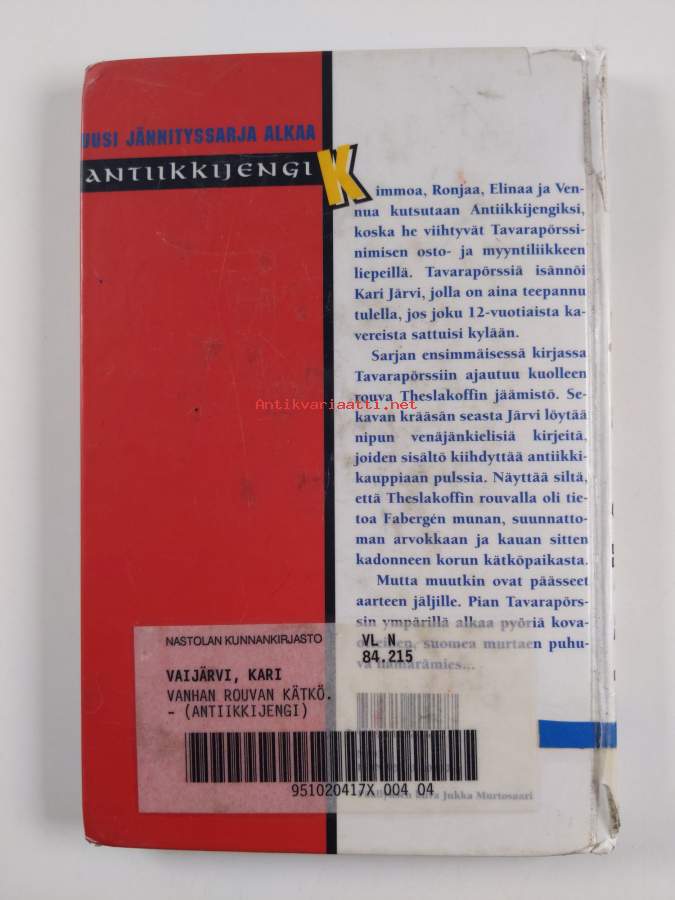 UUSI JÄNNITYSSARJA ALKAA
ANTIIKKIJENGI
Kimmoa, Ronjaa, Elinaa ja Ven-
nua kutsutaan Antiikkijengiksi,
koska he viihtyvät Tavarapörssi-
nimisen osto- ja myyntiliikkeen
liepeillä. Tavarapörssiä isännöi
Kari Järvi, jolla on aina teepannu
tulella, jos joku 12-vuotiaista ka-
vereista sattuisi kylään.
Sarjan ensimmäisessä kirjassa
Tavarapörssiin ajautuu kuolleen
rouva Theslakoffin jäämistö. Se-
kavan krääsän seasta Järvi löytää
nipun venäjänkielisiä kirjeitä,
joiden sisältö kiihdyttää antiikki-
kauppiaan pulssia. Näyttää siltä,
että Theslakoffin rouvalla oli tie-
toa Fabergén munan, suunnatto-
man arvokkaan ja kauan sitten
kadonneen korun kätköpaikasta.
Mutta muutkin ovat päässeet
aarteen jäljille. Pian Tavarapörs-
sin ympärillä alkaa pyöriä kova-
suomea murtaen puhu-
va hämärämies...
Antikvariaatti.net
NASTOLAN KUNNANKIRJASTO
VL N
84.215
VAIJÄRVI, KARI
VANHAN ROUVAN KÄTKÖ.
- (ANTIIKKIJENGI)
951020417X 004 04
kuva Jukka Murtosaari